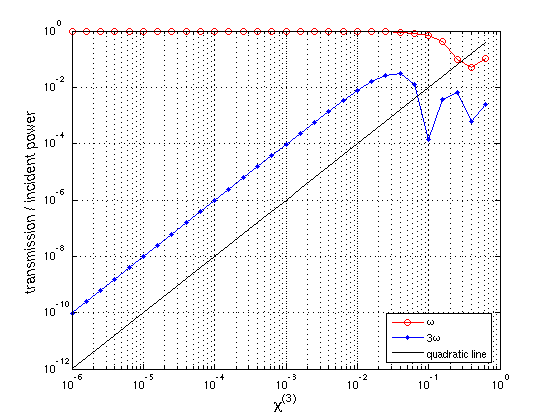 10^0
10^-2
10^-4
10^-6
10^-8
10^-10
10^-12
transmission / incident power
10^-6
10^-5
10^-4
10^-3
10^-2
10^-1
10^0
χ^(3)
ω
3ω
quadratic line